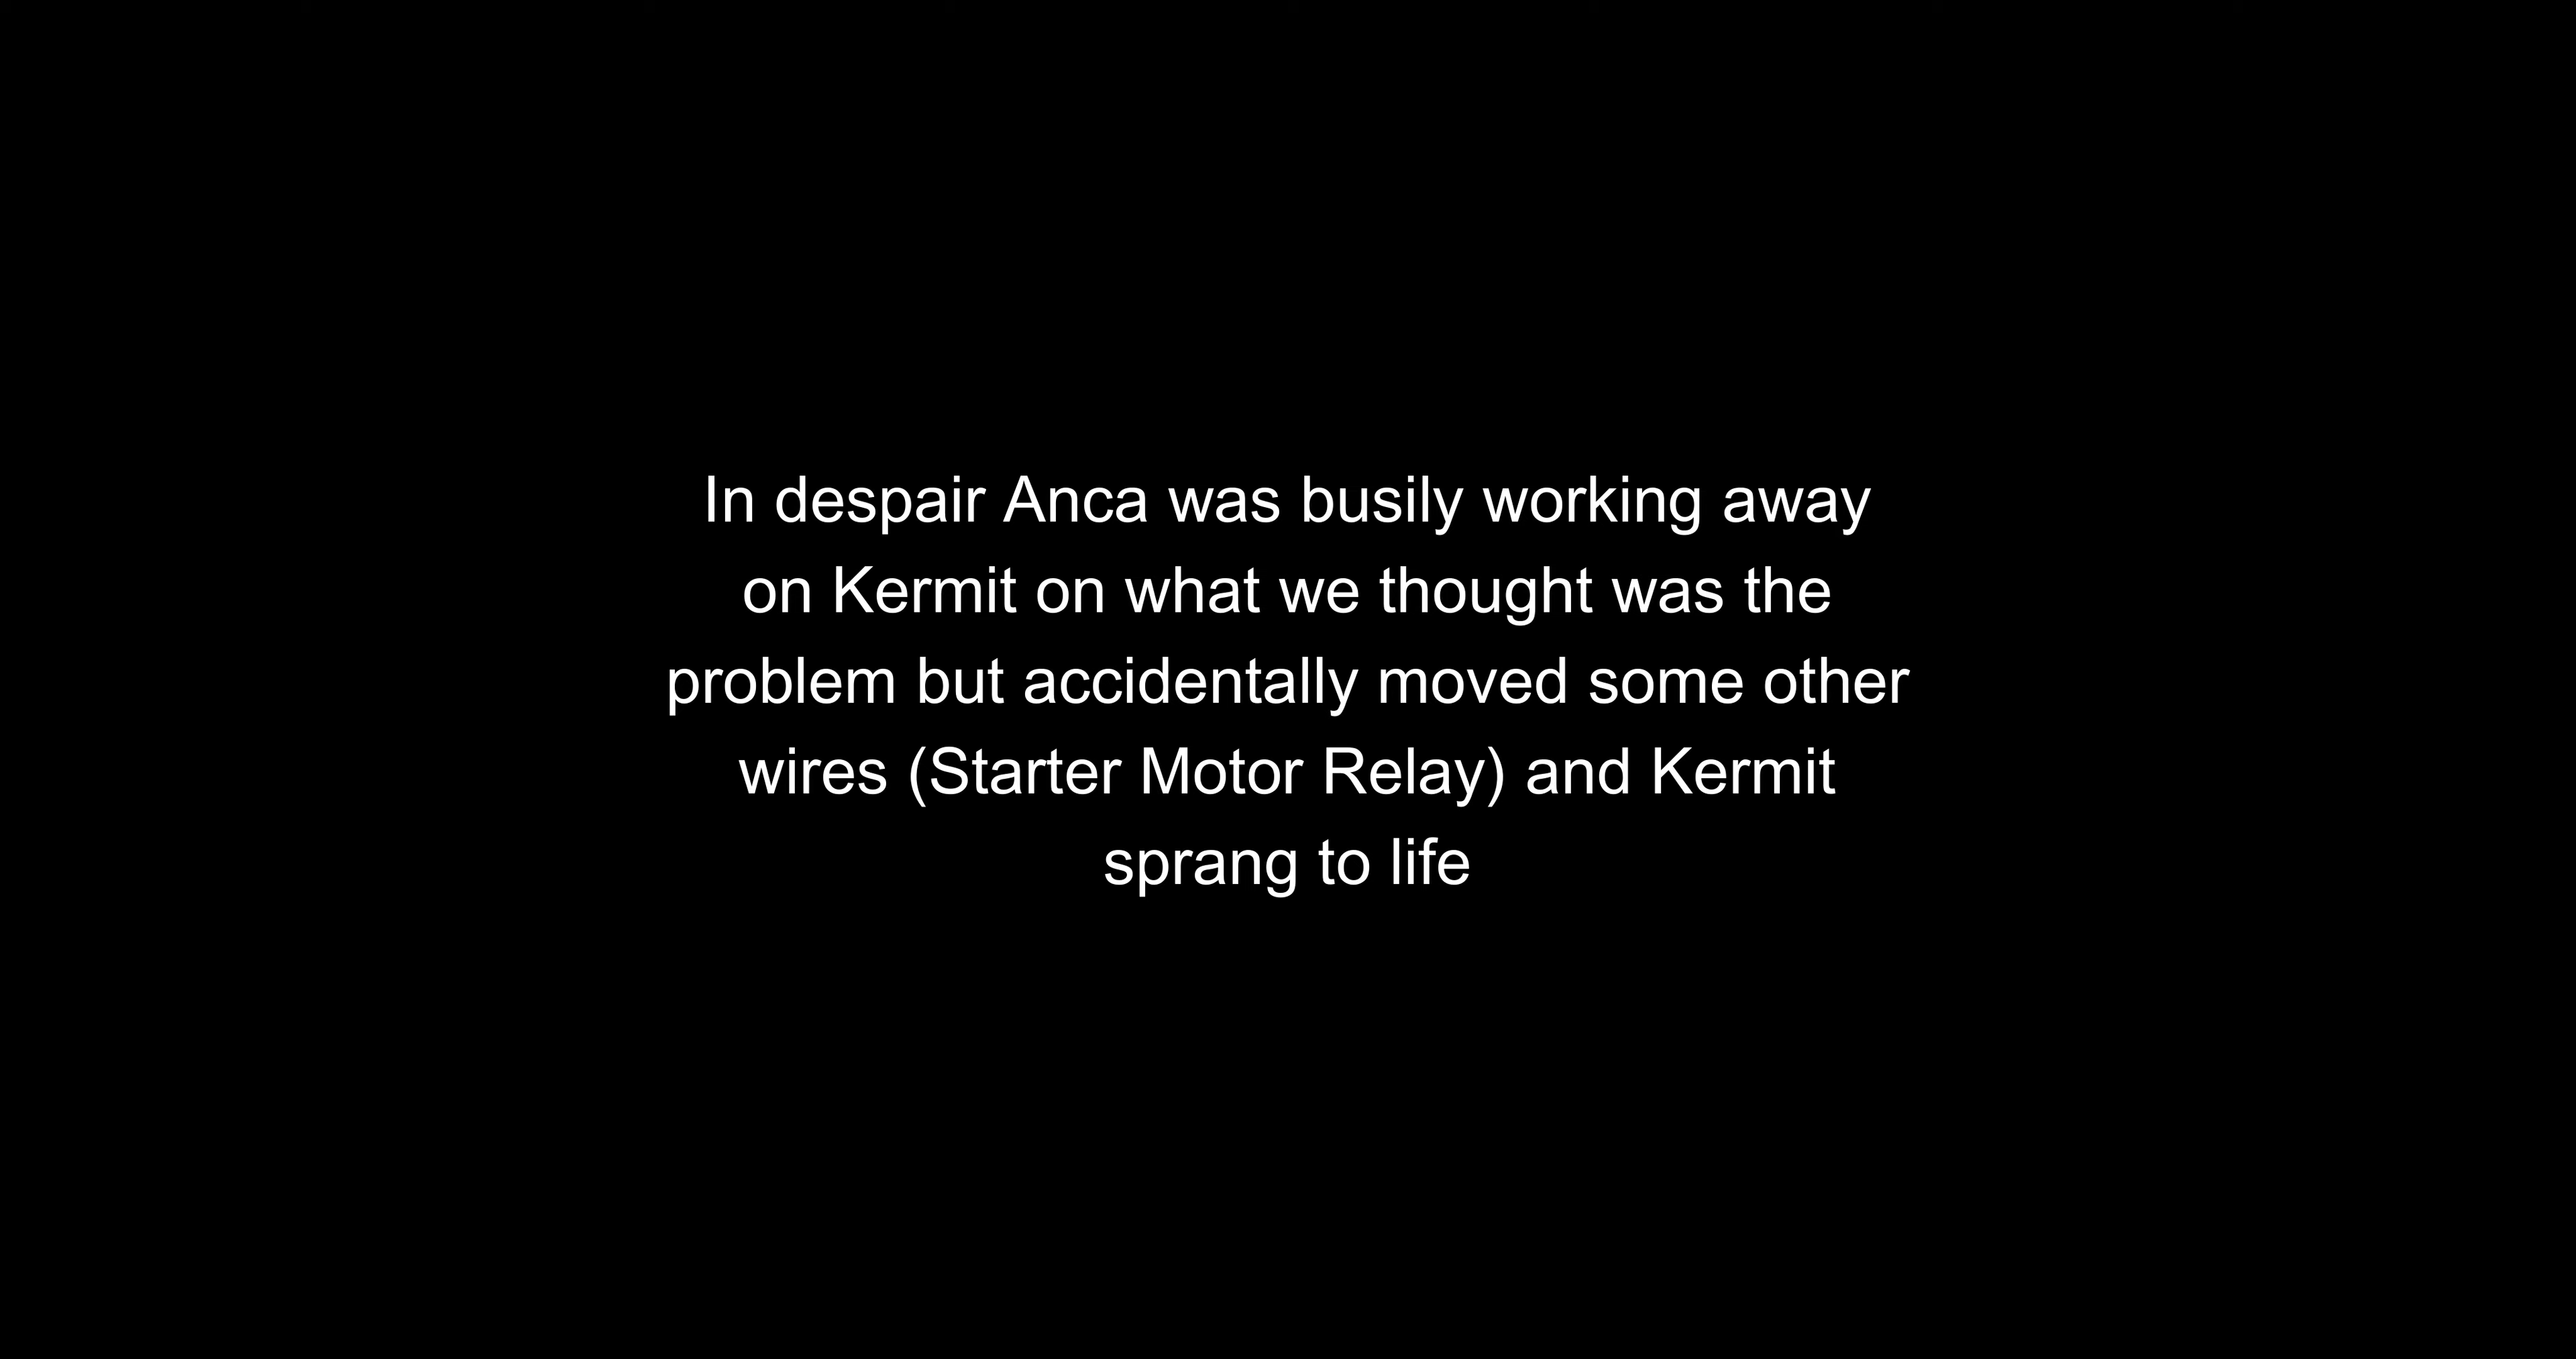 In despair Anca was busily working away
on Kermit on what we thought was the
problem but accidentally moved some other
wires (Starter Motor Relay) and Kermit
sprang to life